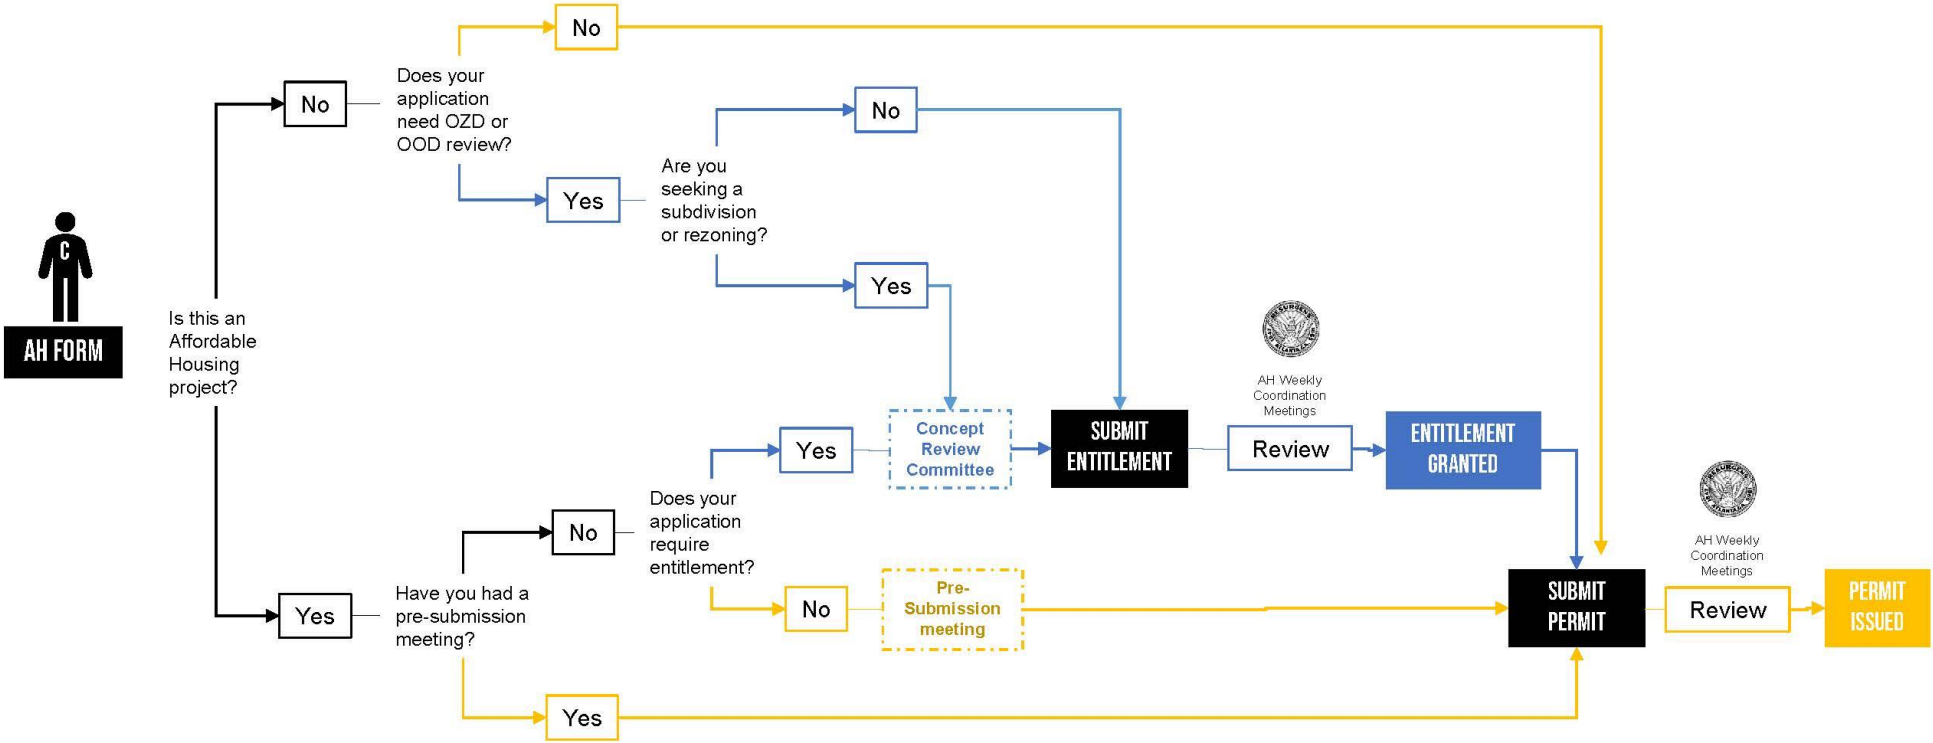 No
Does your
application
need OZD or
OOD review?
No
Yes
No
Are you
seeking a
subdivision
or rezoning?
Yes
C
AH FORM
Is this an
Affordable
Housing
project?
AH Weekly
Coordination
Meetings
Yes
Concept
Review
Committee
SUBMIT
ENTITLEMENT
Review
ENTITLEMENT
GRANTED
No
Does your
application
require
entitlement?
AH Weekly
Coordination
Meetings
Yes
Have you had a
pre-submission
meeting?
No
Pre-
Submission
meeting
SUBMIT
PERMIT
Review
PERMIT
ISSUED
Yes